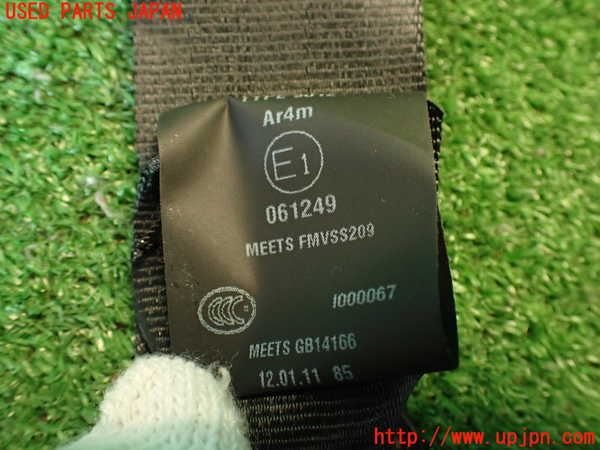 USED PARTS JAPAN
Ar4m
E1
061249
MEETS FMVSS209
I000067
CCC
MEETS GB14166
12.01.11 85
http://www.upjpn.com/